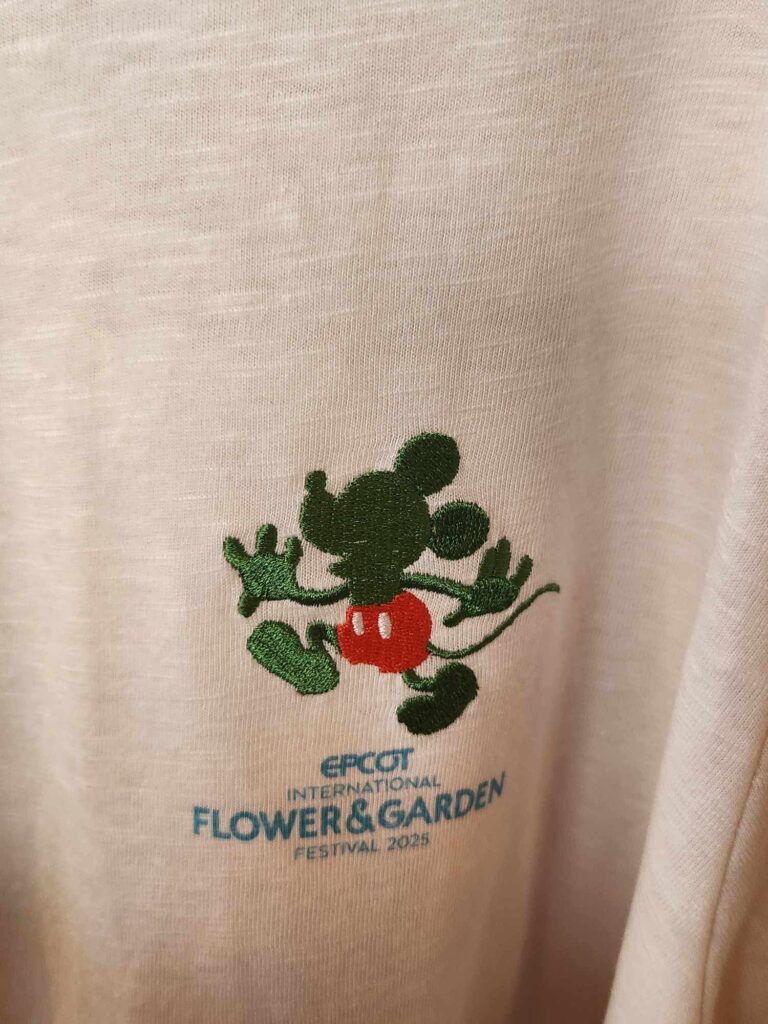 EPCOT
INTERNATIONAL
FLOWER&GARDEN
FESTIVAL 2025